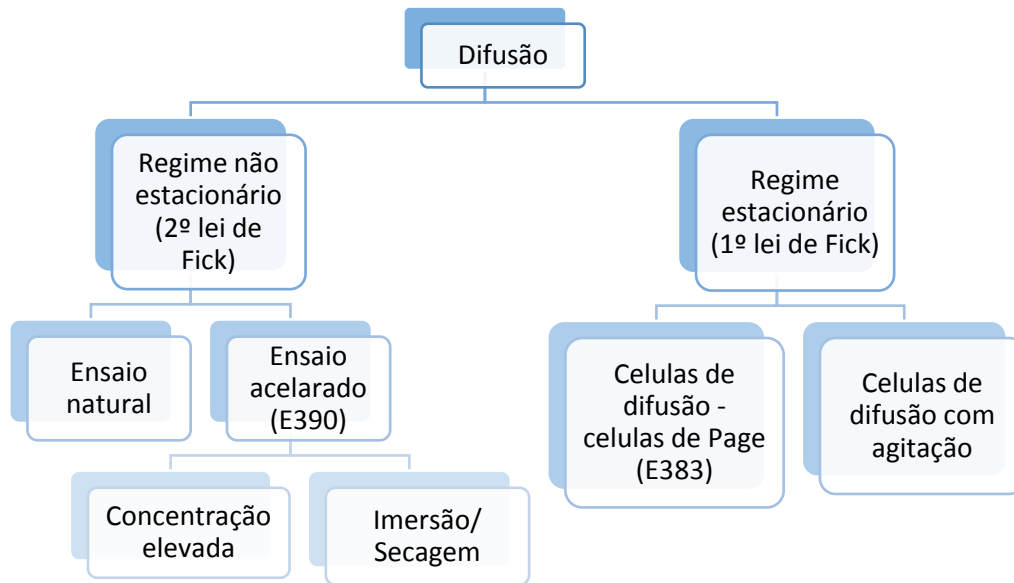 Difusão
Regime não
estacionário
(2º lei de
Fick)
Regime
estacionário
(1º lei de Fick)
Ensaio
natural
Ensaio
acelarado
(E390)
Celulas de
difusão -
celulas de Page
(E383)
Celulas de
difusão com
agitação
Concentração
elevada
Imersão/
Secagem